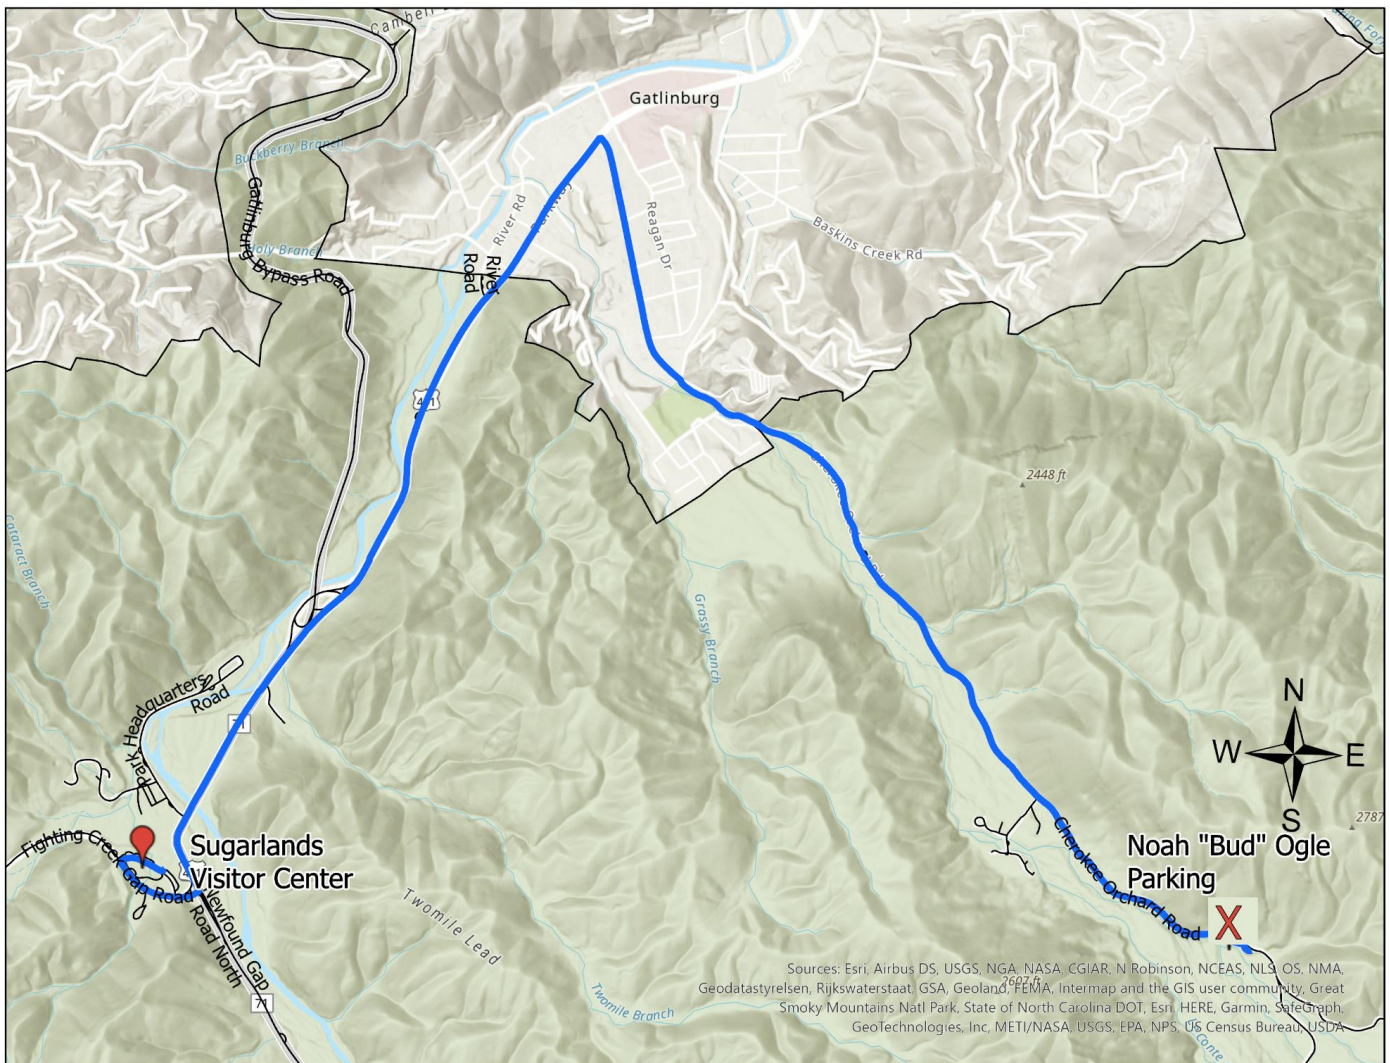 Gatlinburg
Buckberry Branch
Gatlinburg Bypass Road
Holy Branch
River Rd
Parkway
Reagan Dr
Baskins Creek Rd
River
Road
2448 ft
Cataract Branch
Grassy Branch
Park Headquarters
Road
71
N
W E
S
2787
Fighting Creek
Gap Road
Sugarlands
Visitor Center
Newfound Gap
Road North
71
Twomile Lead
Twomile Branch
Cherokee Orchard Road
Noah "Bud" Ogle
Parking
X
2607 ft
Sources: Esri, Airbus DS, USGS, NGA, NASA, CGIAR, N Robinson, NCEAS, NLS, OS, NMA,
Geodatastyrelsen, Rijkswaterstaat, GSA, Geoland, FEMA, Intermap and the GIS user community, Great
Smoky Mountains Natl Park, State of North Carolina DOT, Esri, HERE, Garmin, SafeGraph,
GeoTechnologies, Inc, METI/NASA, USGS, EPA, NPS, US Census Bureau, USDA